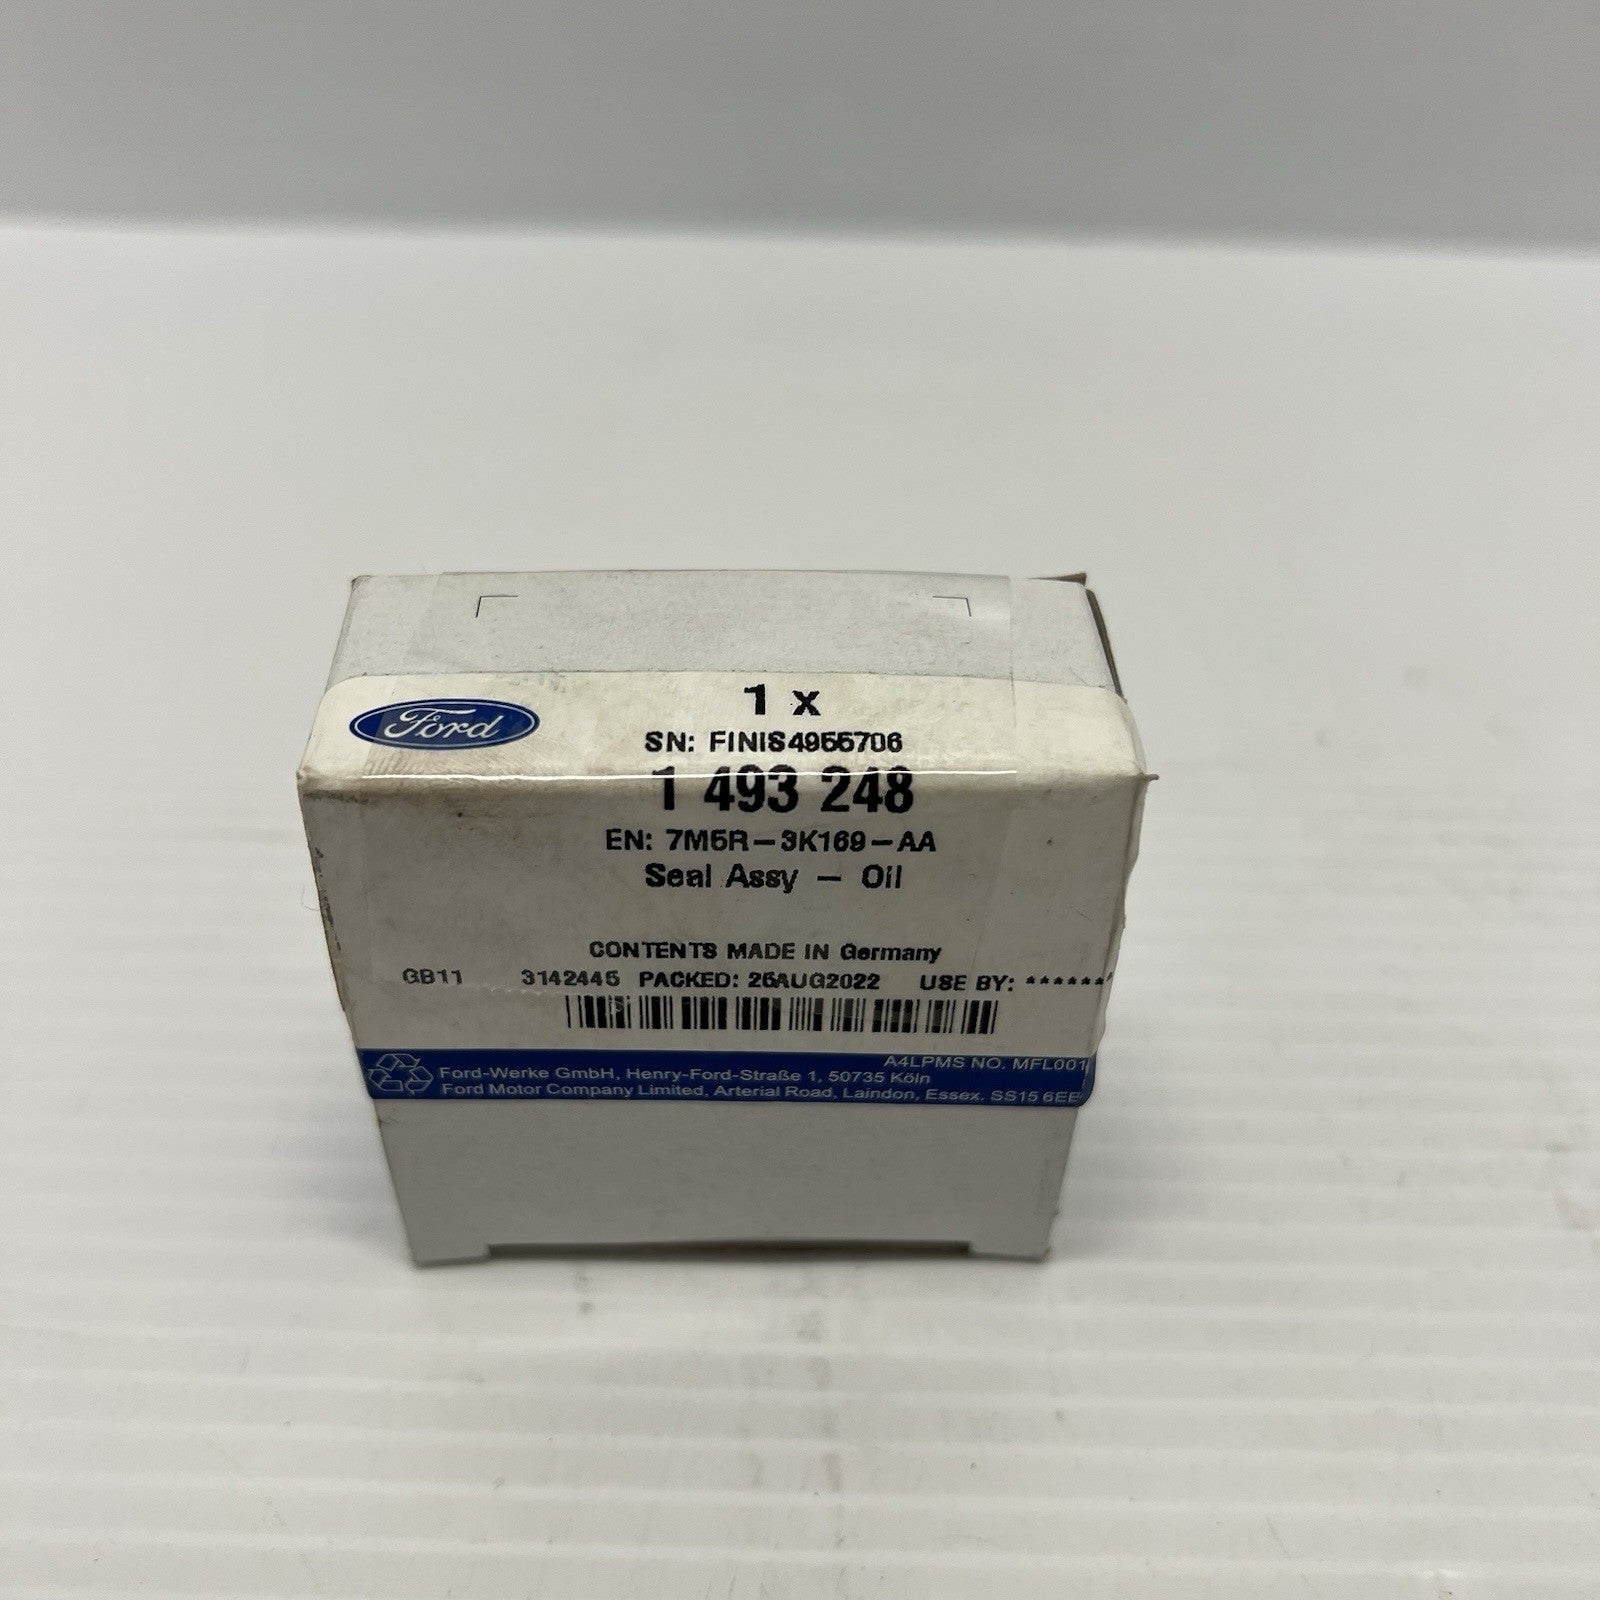 Ford
1 x
SN: FINIS4955706
1 493 248
EN: 7M5R-3K169-AA
Seal Assy - Oil
CONTENTS MADE IN Germany
GB11 3142445 PACKED: 25AUG2022 USE BY: ******
A4LPMS NO. MFL001
Ford-Werke GmbH, Henry-Ford-Straße 1, 50735 Köln
Ford Motor Company Limited, Arterial Road, Laindon, Essex. SS15 6EE